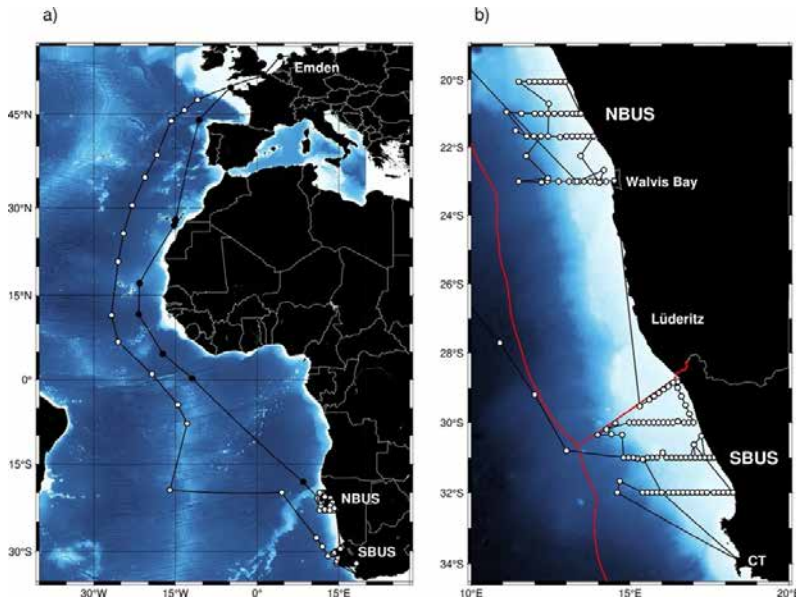 a)
b)
Emden
45°N
30°N
15°N
0°
15°S
30°S
NBUS
SBUS
30°W
15°W
0°
15°E
20°S
22°S
24°S
26°S
28°S
30°S
32°S
34°S
NBUS
Walvis Bay
Lüderitz
SBUS
CT
10°E
15°E
20°E